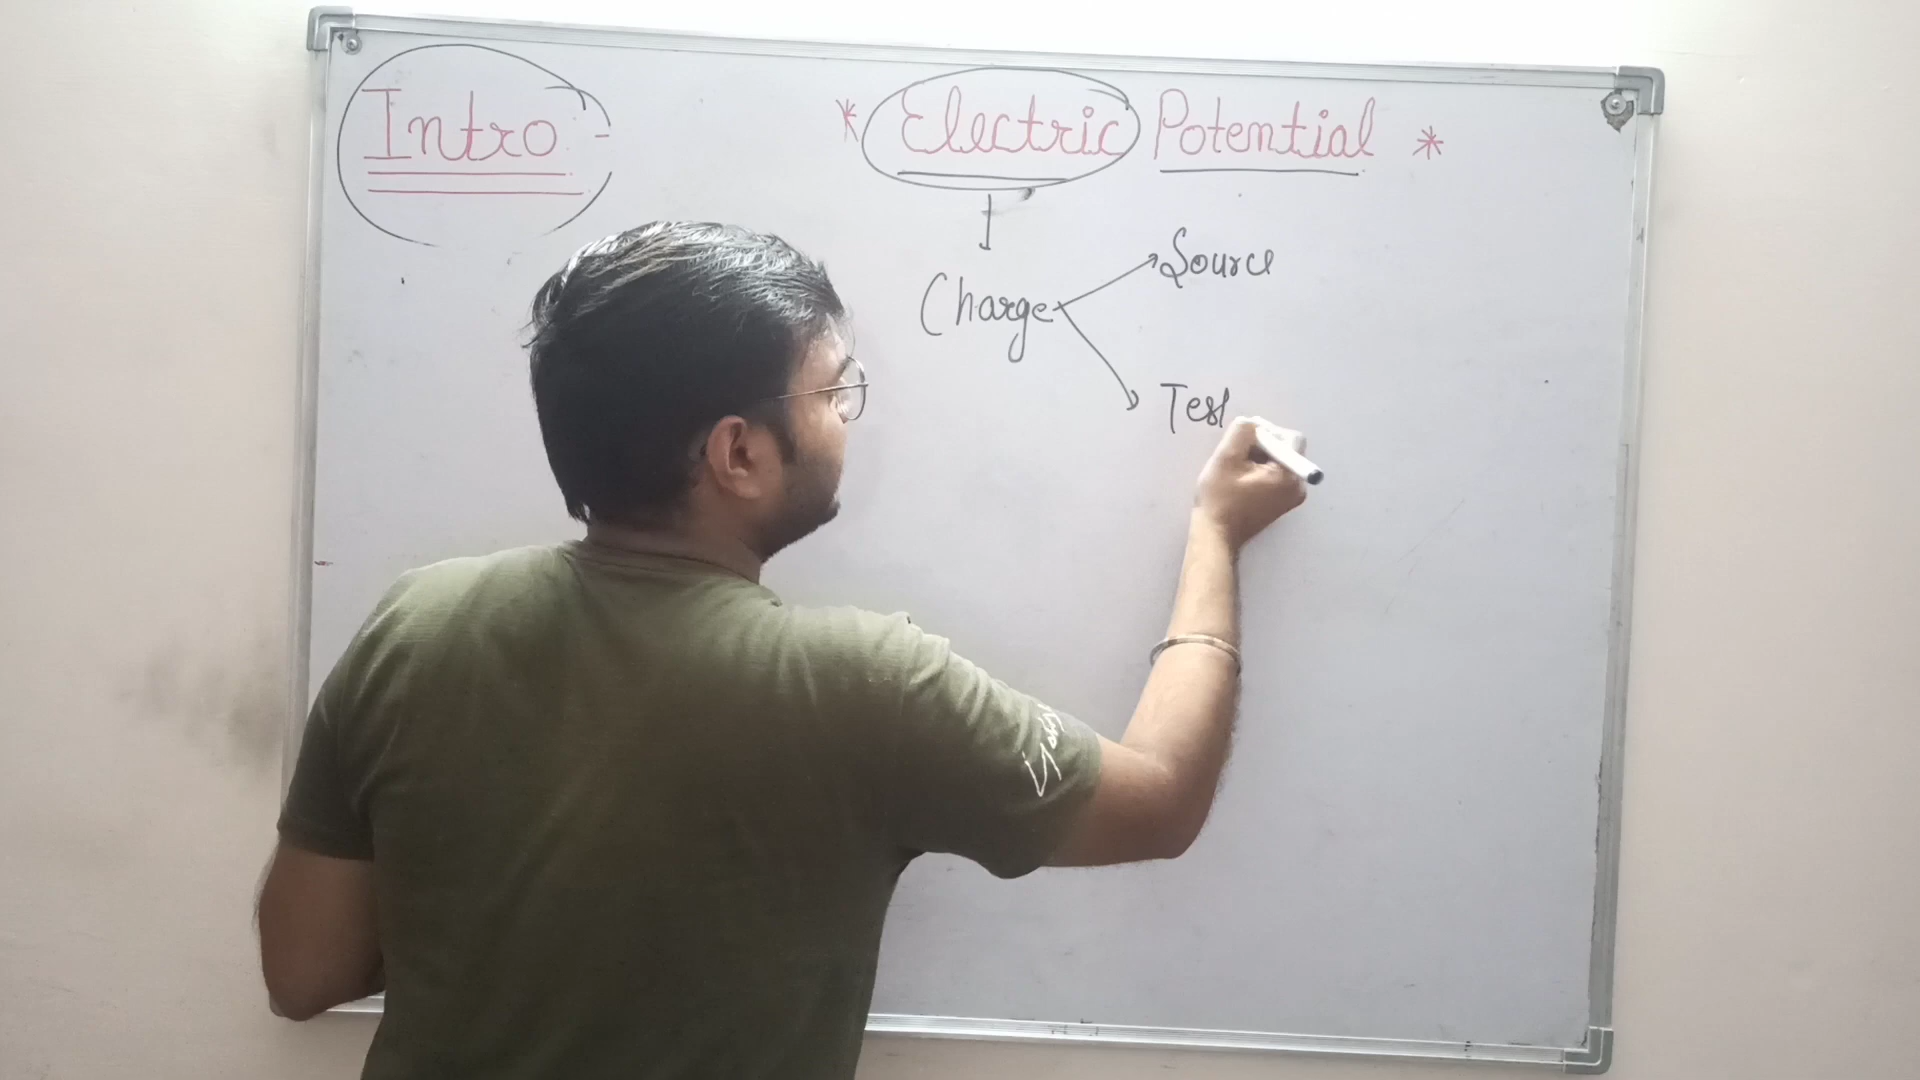 Intro -
* Electric Potential *
Charge
Source
Test